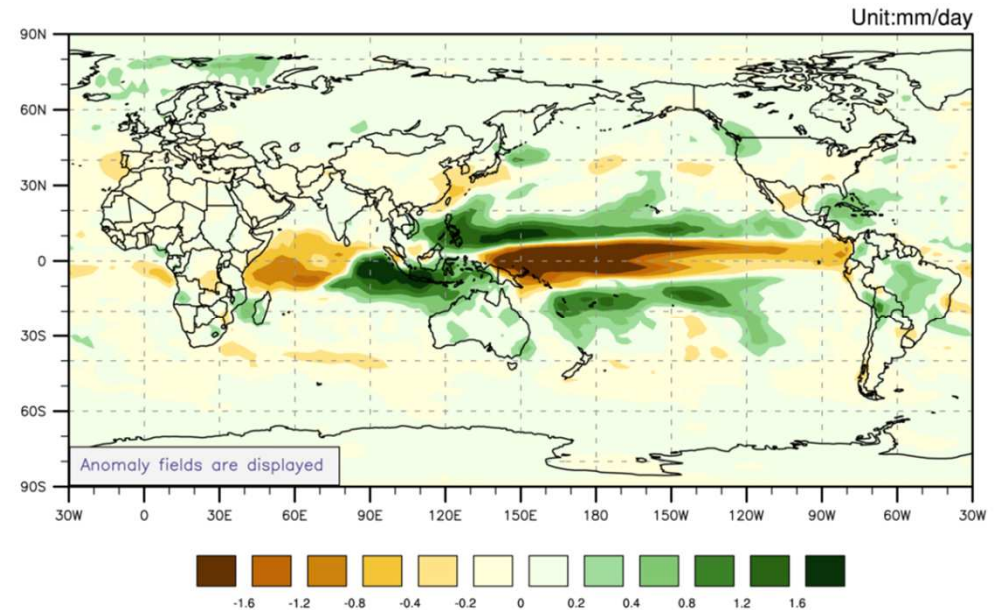 Unit:mm/day
90N
60N
30N
0
30S
60S
90S
Anomaly fields are displayed
30W 0 30E 60E 90E 120E 150E 180 150W 120W 90W 60W 30W
-1.6 -1.2 -0.8 -0.4 -0.2 0 0.2 0.4 0.8 1.2 1.6